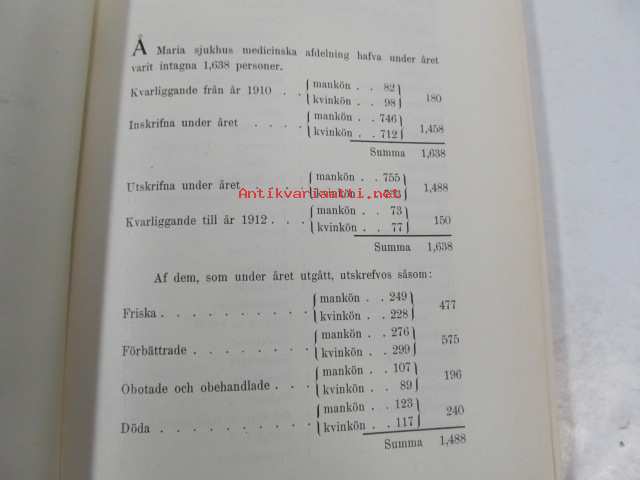 Å Maria sjukhus medicinska afdelning hafva under året
varit intagna 1,638 personer.
Kvarliggande från år 1910 . . mankön . . 82
kvinkön . . 98 180
Inskrifna under året . . . . mankön . . 746
kvinkön . . 712 1,458
Summa 1,638
Utskrifna under året mankön . . 755
1,488
Antikvariaatti.net
Kvarliggande till år 1912 . . . mankön . . 73
kvinkön . . 77 150
Summa 1,638
Af dem, som under året utgått, utskrefvos såsom:
Friska . . . . . . . . . . mankön . . 249
kvinkön . . 228 477
Förbättrade . . . . . . . . mankön . . 276
kvinkön . . 299 575
Obotade och obehandlade . . . mankön . . 107
kvinkön . . 89 196
Döda . . . . . . . . . . mankön . . 123
kvinkön . . 117 240
Summa 1,488